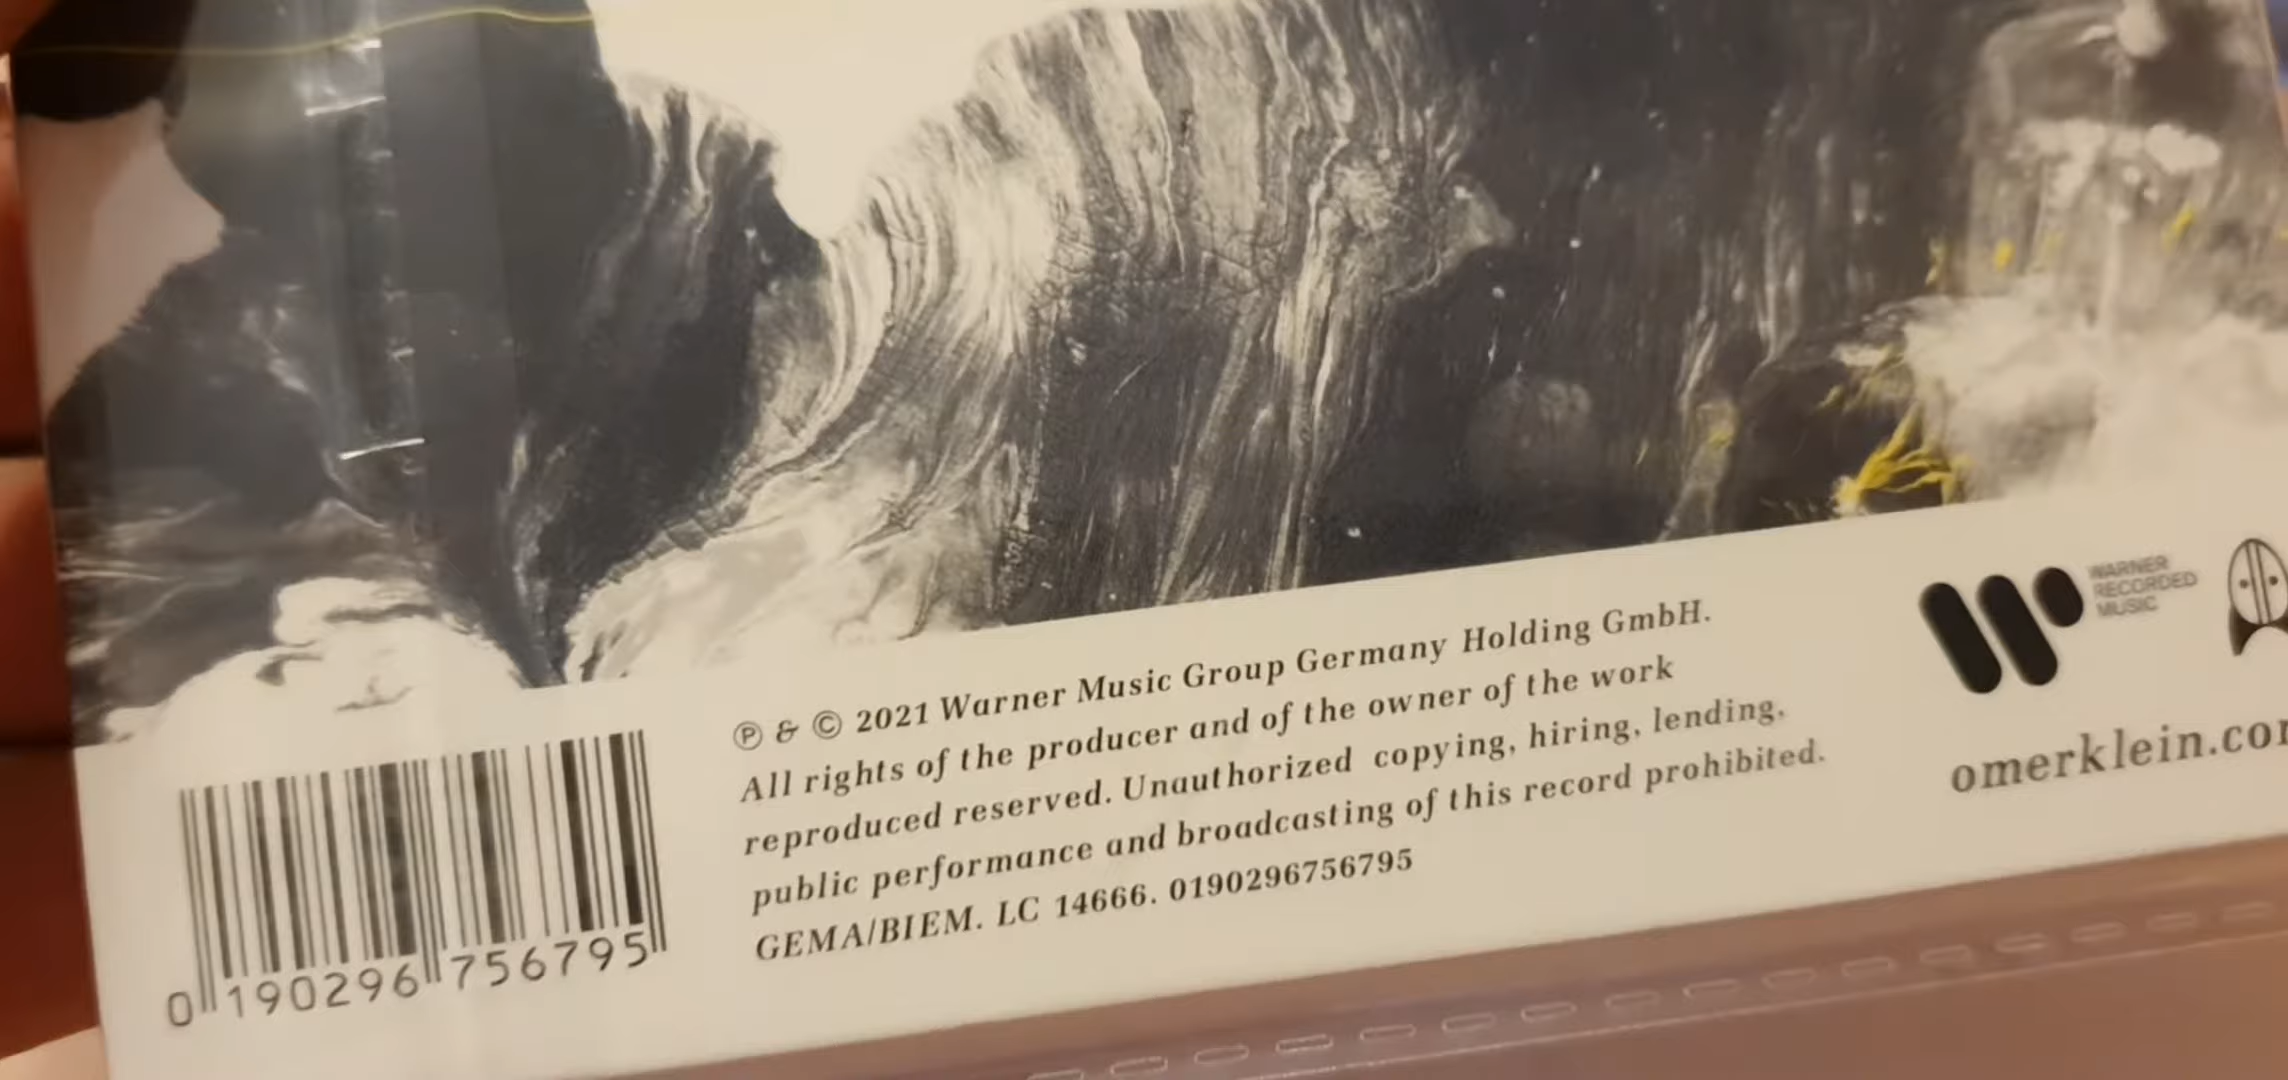 ℗ & © 2021 Warner Music Group Germany Holding GmbH.
All rights of the producer and of the owner of the work
reproduced reserved. Unauthorized copying, hiring, lending,
public performance and broadcasting of this record prohibited.
GEMA/BIEM. LC 14666. 0190296756795
0 190296 756795
WARNER
RECORDED
MUSIC
omerklein.co